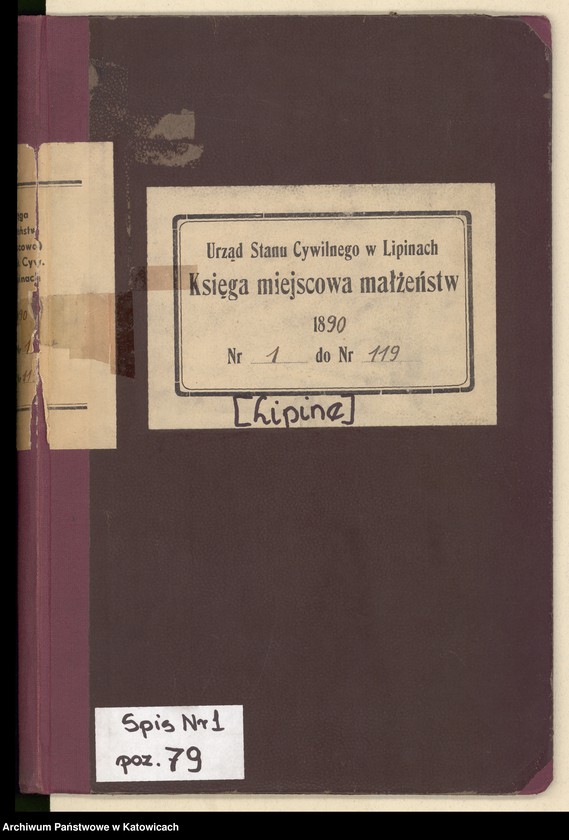 Urząd Stanu Cywilnego w Lipinach
Księga miejscowa małżeństw
1890
Nr 1 do Nr 119
[Lipine]
Spis Nr 1
poz. 79
Archiwum Państwowe w Katowicach